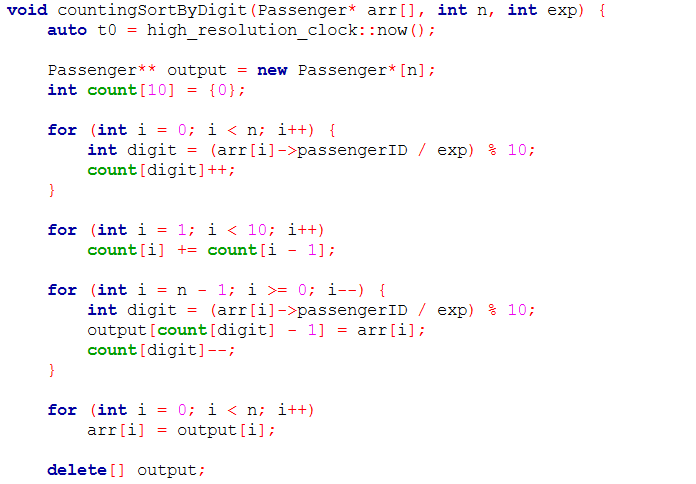 void countingSortByDigit(Passenger* arr[], int n, int exp) {
    auto t0 = high_resolution_clock::now();

    Passenger** output = new Passenger*[n];
    int count[10] = {0};

    for (int i = 0; i < n; i++) {
        int digit = (arr[i]->passengerID / exp) % 10;
        count[digit]++;
    }

    for (int i = 1; i < 10; i++)
        count[i] += count[i - 1];

    for (int i = n - 1; i >= 0; i--) {
        int digit = (arr[i]->passengerID / exp) % 10;
        output[count[digit] - 1] = arr[i];
        count[digit]--;
    }

    for (int i = 0; i < n; i++)
        arr[i] = output[i];

    delete[] output;